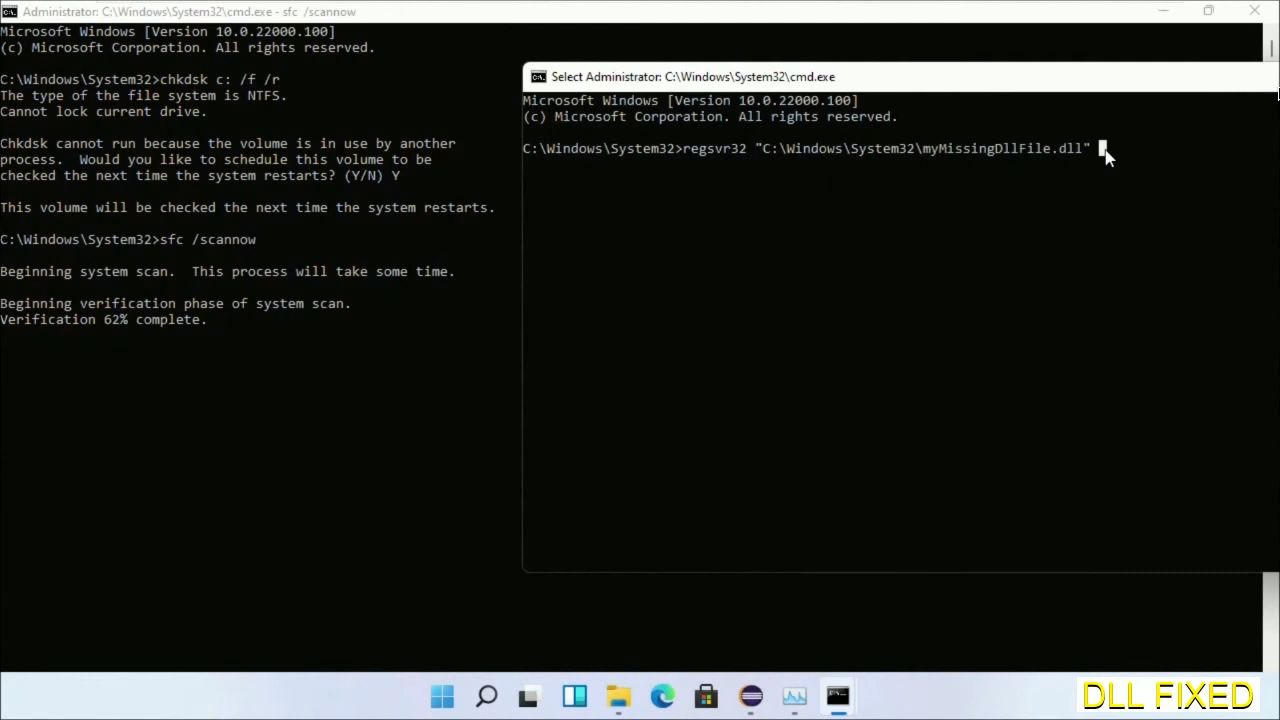 Administrator: C:\Windows\System32\cmd.exe - sfc /scannow
Microsoft Windows [Version 10.0.22000.100]
(c) Microsoft Corporation. All rights reserved.
C:\Windows\System32>chkdsk c: /f /r
The type of the file system is NTFS.
Cannot lock current drive.
Chkdsk cannot run because the volume is in use by another
process.  Would you like to schedule this volume to be
checked the next time the system restarts? (Y/N) Y
This volume will be checked the next time the system restarts.
C:\Windows\System32>sfc /scannow
Beginning system scan.  This process will take some time.
Beginning verification phase of system scan.
Verification 62% complete.
Select Administrator: C:\Windows\System32\cmd.exe
Microsoft Windows [Version 10.0.22000.100]
(c) Microsoft Corporation. All rights reserved.
C:\Windows\System32>regsvr32 "C:\Windows\System32\myMissingDllFile.dll"
DLL FIXED